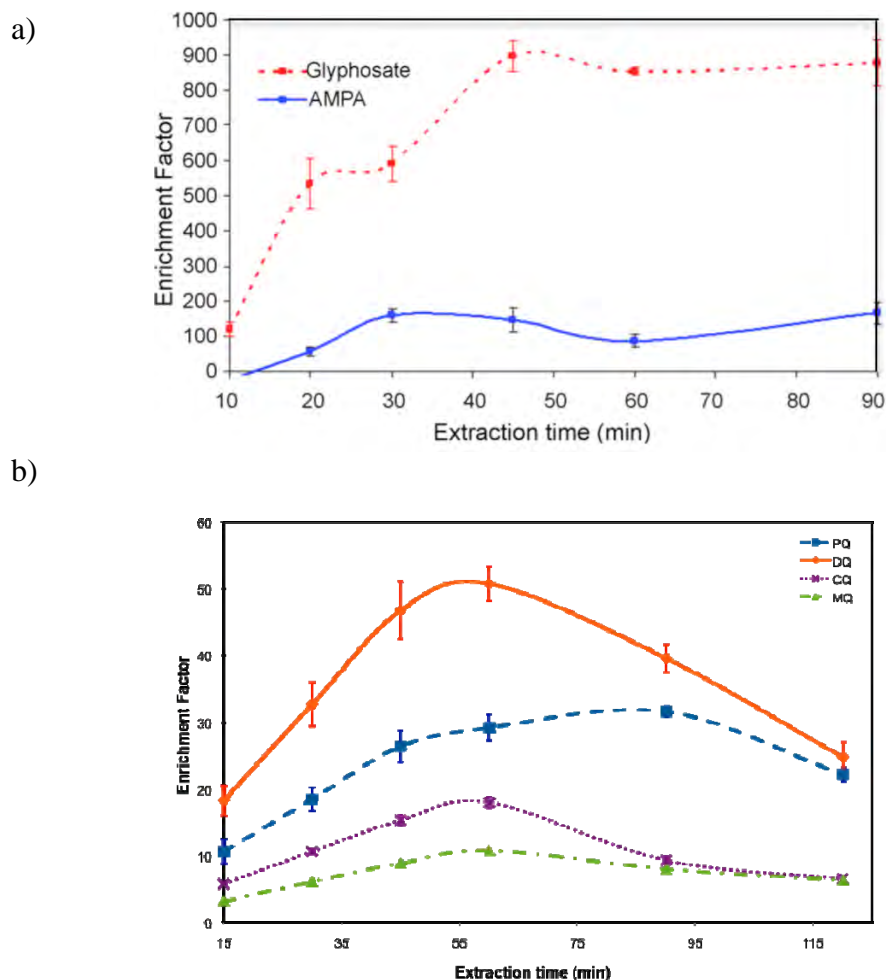 a)
1000
900
800
700
600
500
400
300
200
100
0
Enrichment Factor
Glyphosate
AMPA
10 20 30 40 50 60 70 80 90
Extraction time (min)
b)
60
50
40
30
20
10
0
Enrichment Factor
PQ
DQ
CQ
MQ
15 35 55 75 95 115
Extraction time (min)